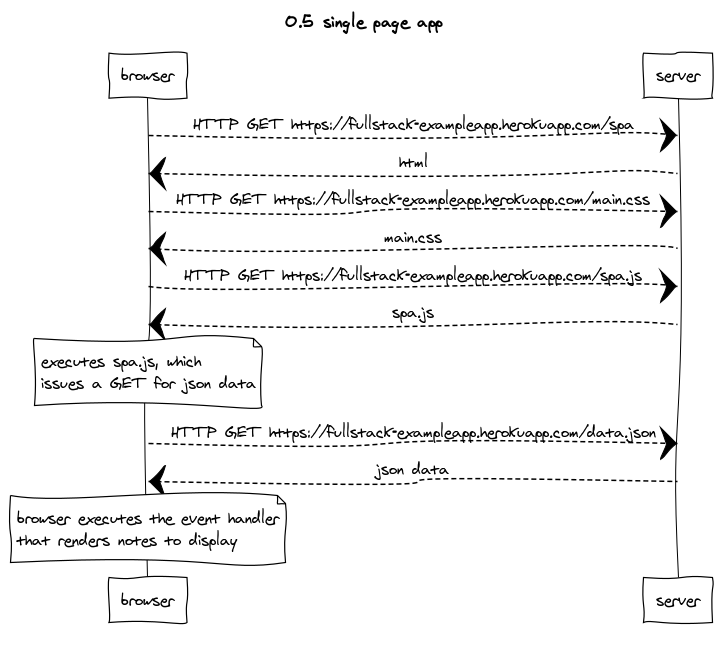 0.5 single page app
browser
server
HTTP GET https://fullstack-exampleapp.herokuapp.com/spa
html
HTTP GET https://fullstack-exampleapp.herokuapp.com/main.css
main.css
HTTP GET https://fullstack-exampleapp.herokuapp.com/spa.js
spa.js
executes spa.js, which
issues a GET for json data
HTTP GET https://fullstack-exampleapp.herokuapp.com/data.json
json data
browser executes the event handler
that renders notes to display
browser
server